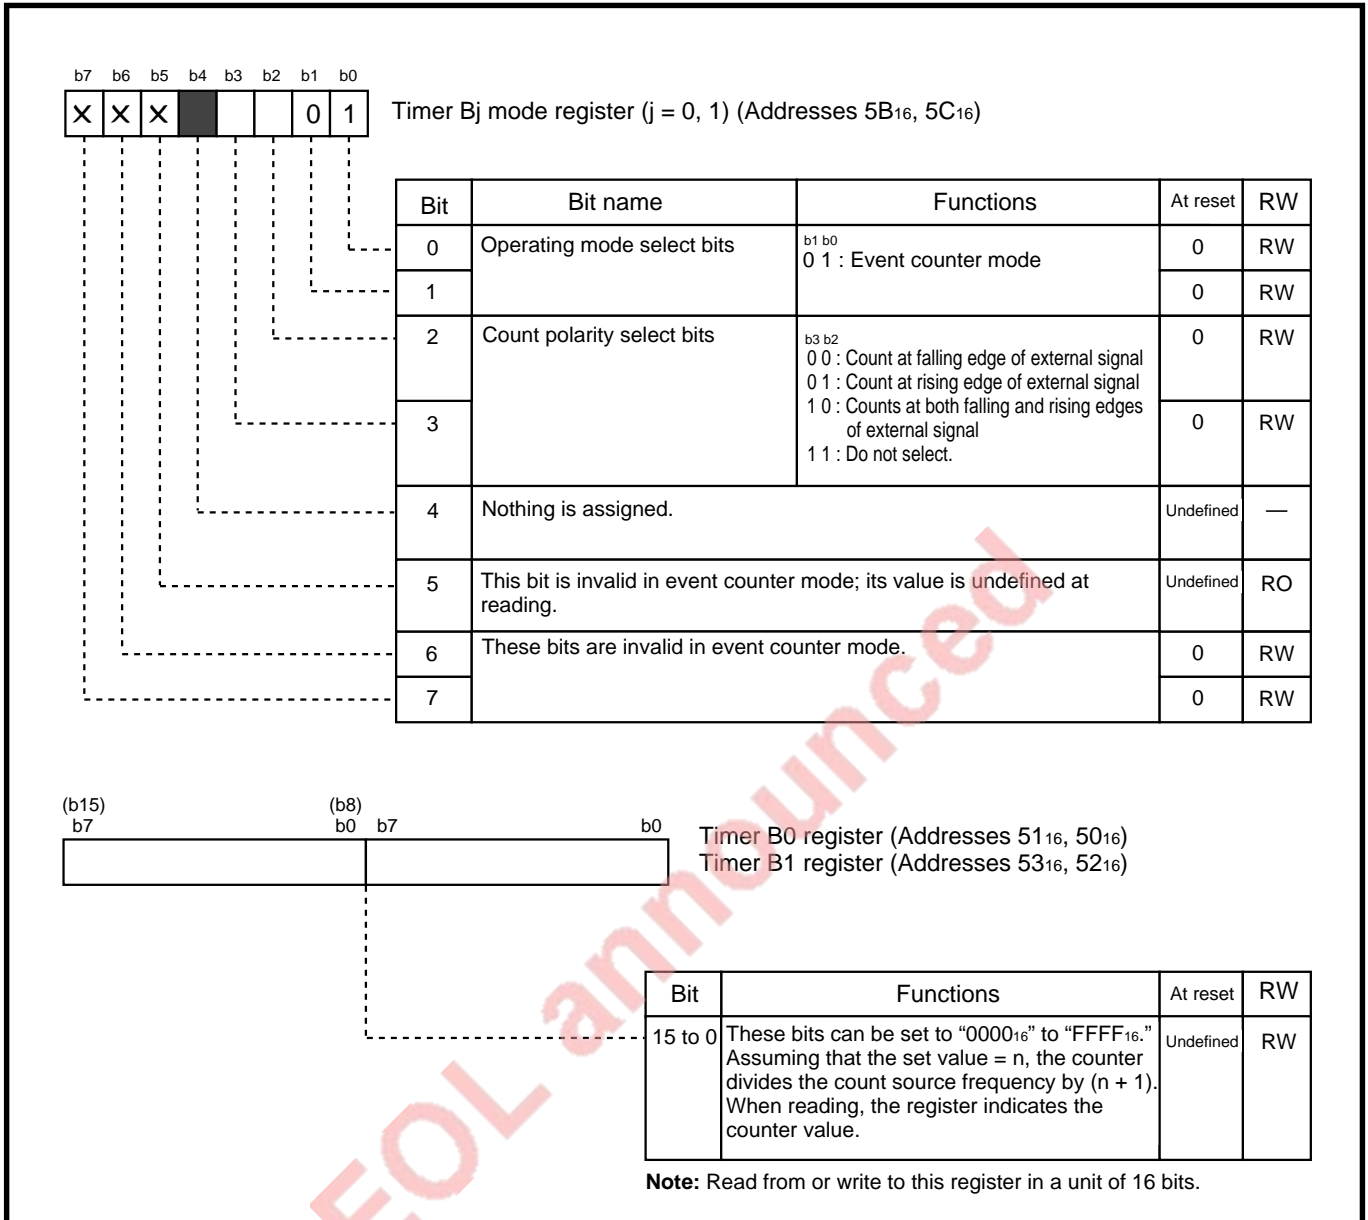 b7 b6 b5 b4 b3 b2 b1 b0
X X X 0 1
Timer Bj mode register (j = 0, 1) (Addresses 5B16, 5C16)
Bit Bit name Functions At reset RW
0 Operating mode select bits b1 b0 0 RW
0 1 : Event counter mode
1 0 RW
2 Count polarity select bits 0 RW
b3 b2
0 0 : Count at falling edge of external signal
0 1 : Count at rising edge of external signal
1 0 : Counts at both falling and rising edges
3 0 RW
of external signal
1 1 : Do not select.
4 Nothing is assigned. Undefined —
5 This bit is invalid in event counter mode; its value is undefined at Undefined RO
reading.
6 These bits are invalid in event counter mode. 0 RW
7 0 RW
(b15) (b8)
b7 b0 b7 b0
Timer B0 register (Addresses 5116, 5016)
Timer B1 register (Addresses 5316, 5216)
Bit Functions At reset RW
15 to 0 These bits can be set to “000016” to “FFFF16.” Undefined RW
Assuming that the set value = n, the counter
divides the count source frequency by (n + 1).
When reading, the register indicates the
counter value.
Note: Read from or write to this register in a unit of 16 bits.
EOL announced